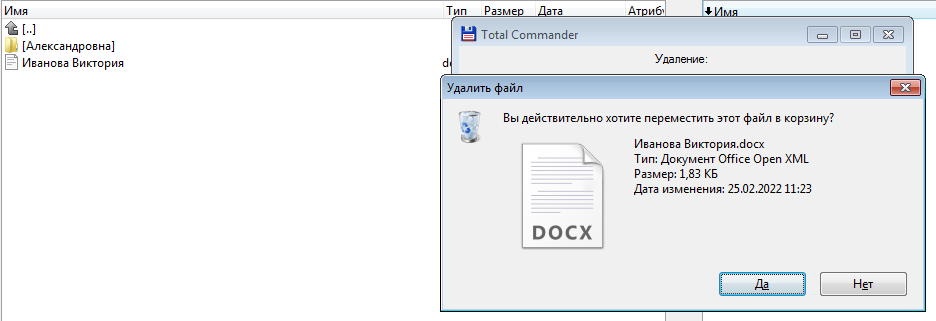 Имя Тип Размер Дата Атрибу Имя
[..]
[Александровна]
Иванова Виктория
Total Commander
Удаление:
Удалить файл
Вы действительно хотите переместить этот файл в корзину?
Иванова Виктория.docx
Тип: Документ Office Open XML
Размер: 1,83 КБ
Дата изменения: 25.02.2022 11:23
DOCX
Да Нет